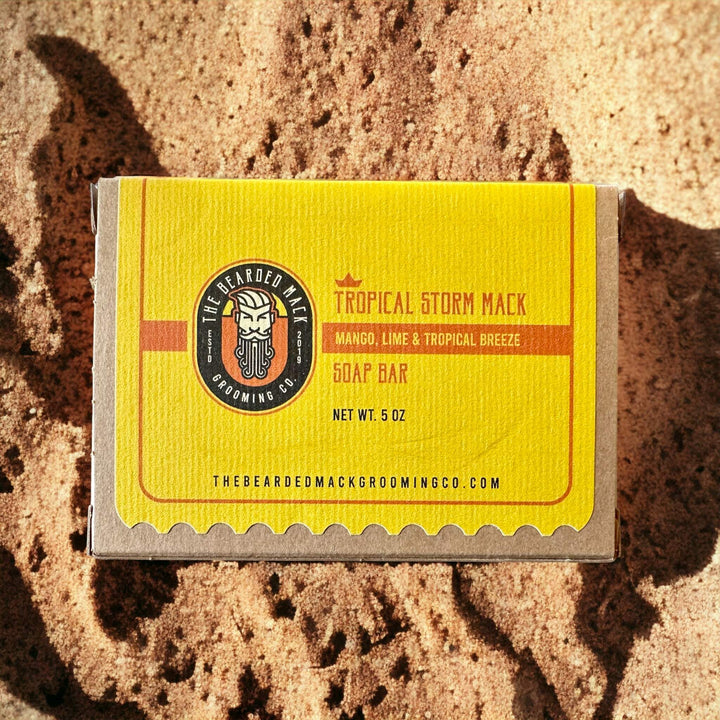 THE BEARDED MACK
ESTD 2019
GROOMING CO.
TROPICAL STORM MACK
MANGO, LIME & TROPICAL BREEZE
SOAP BAR
NET WT. 5 OZ
THEBEARDEDMACKGROOMINGCO.COM